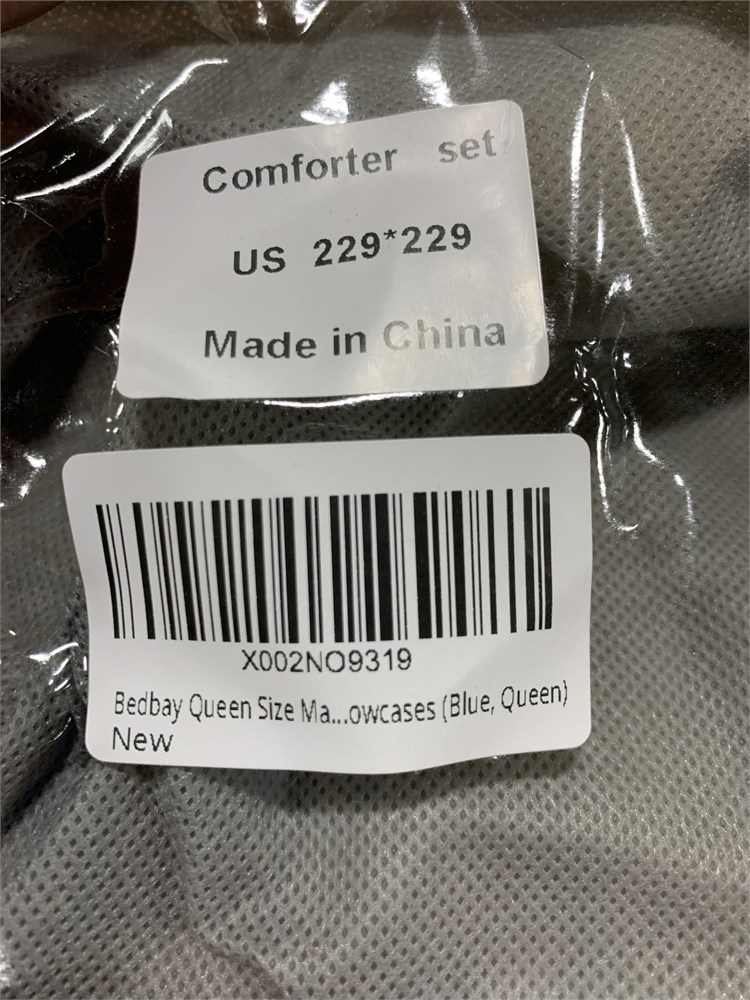 Comforter set
US 229*229
Made in China
X002NO9319
Bedbay Queen Size Ma...owcases (Blue, Queen)
New